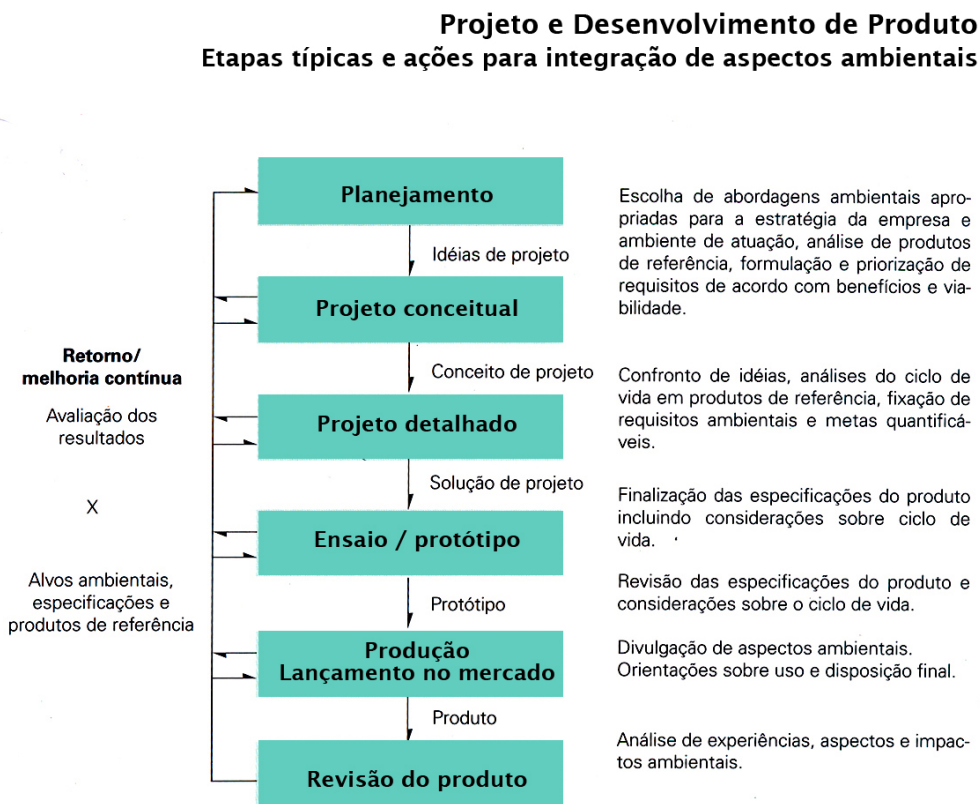 Projeto e Desenvolvimento de Produto
Etapas típicas e ações para integração de aspectos ambientais
Planejamento
Escolha de abordagens ambientais apro-
priadas para a estratégia da empresa e
ambiente de atuação, análise de produtos
de referência, formulação e priorização de
requisitos de acordo com benefícios e via-
bilidade.
Idéias de projeto
Projeto conceitual
Retorno/
melhoria contínua
Avaliação dos
resultados
X
Alvos ambientais,
especificações e
produtos de referência
Conceito de projeto
Confronto de idéias, análises do ciclo de
vida em produtos de referência, fixação de
requisitos ambientais e metas quantificá-
veis.
Projeto detalhado
Solução de projeto
Finalização das especificações do produto
incluindo considerações sobre ciclo de
vida.
Ensaio / protótipo
Protótipo
Revisão das especificações do produto e
considerações sobre o ciclo de vida.
Produção
Lançamento no mercado
Divulgação de aspectos ambientais.
Orientações sobre uso e disposição final.
Produto
Revisão do produto
Análise de experiências, aspectos e impac-
tos ambientais.